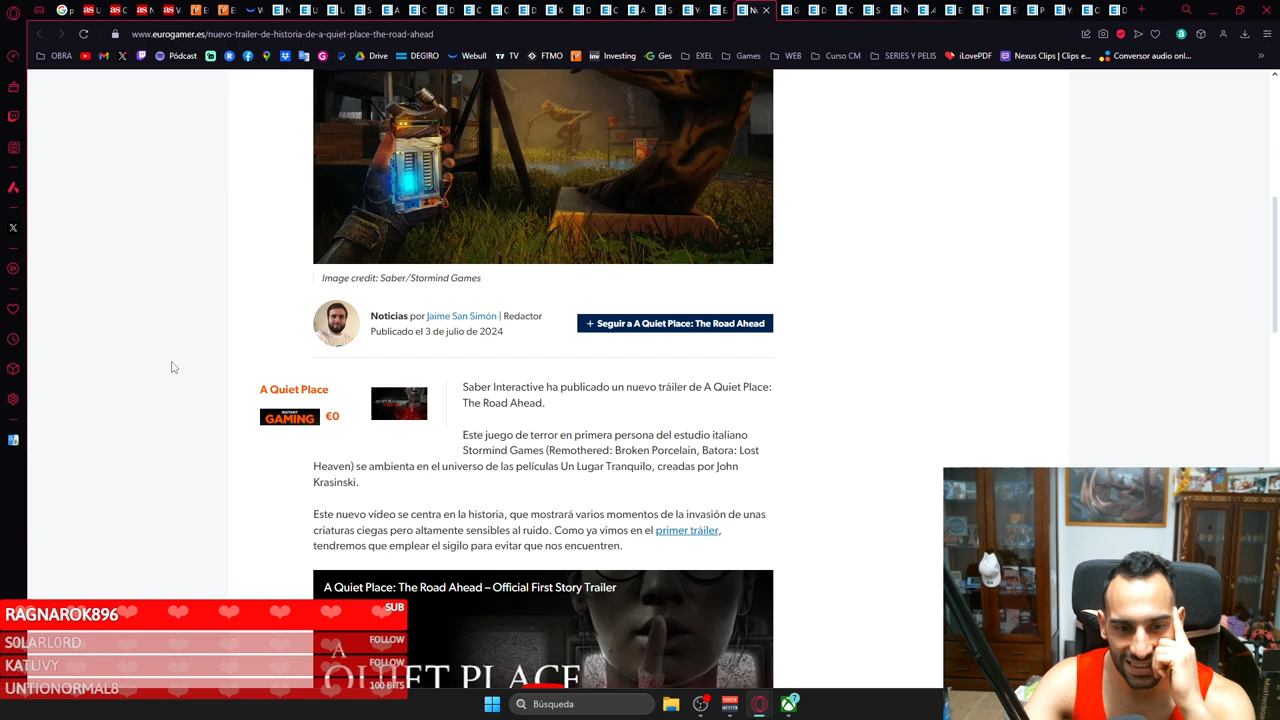 www.eurogamer.es/nuevo-trailer-de-historia-de-a-quiet-place-the-road-ahead
OBRA
Pódcast
Drive
DEGIRO
Webull
TV
FTMO
Investing
Ges
EXEL
Games
WEB
Curso CM
SERIES Y PELIS
iLovePDF
Nexus Clips | Clips e...
Conversor audio onl...
Image credit: Saber/Stormind Games
Noticias por Jaime San Simón | Redactor
Publicado el 3 de julio de 2024
+ Seguir a A Quiet Place: The Road Ahead
A Quiet Place
INSTANT GAMING €0
Saber Interactive ha publicado un nuevo tráiler de A Quiet Place:
The Road Ahead.
Este juego de terror en primera persona del estudio italiano
Stormind Games (Remothered: Broken Porcelain, Batora: Lost
Heaven) se ambienta en el universo de las películas Un Lugar Tranquilo, creadas por John
Krasinski.
Este nuevo vídeo se centra en la historia, que mostrará varios momentos de la invasión de unas
criaturas ciegas pero altamente sensibles al ruido. Como ya vimos en el primer tráiler,
tendremos que emplear el sigilo para evitar que nos encuentren.
A Quiet Place: The Road Ahead – Official First Story Trailer
A
QUIET PLACE
RAGNAROK896 SUB
S0LARL0RD FOLLOW
KATUVY FOLLOW
UNTIONORMAL8 100 BITS
Búsqueda